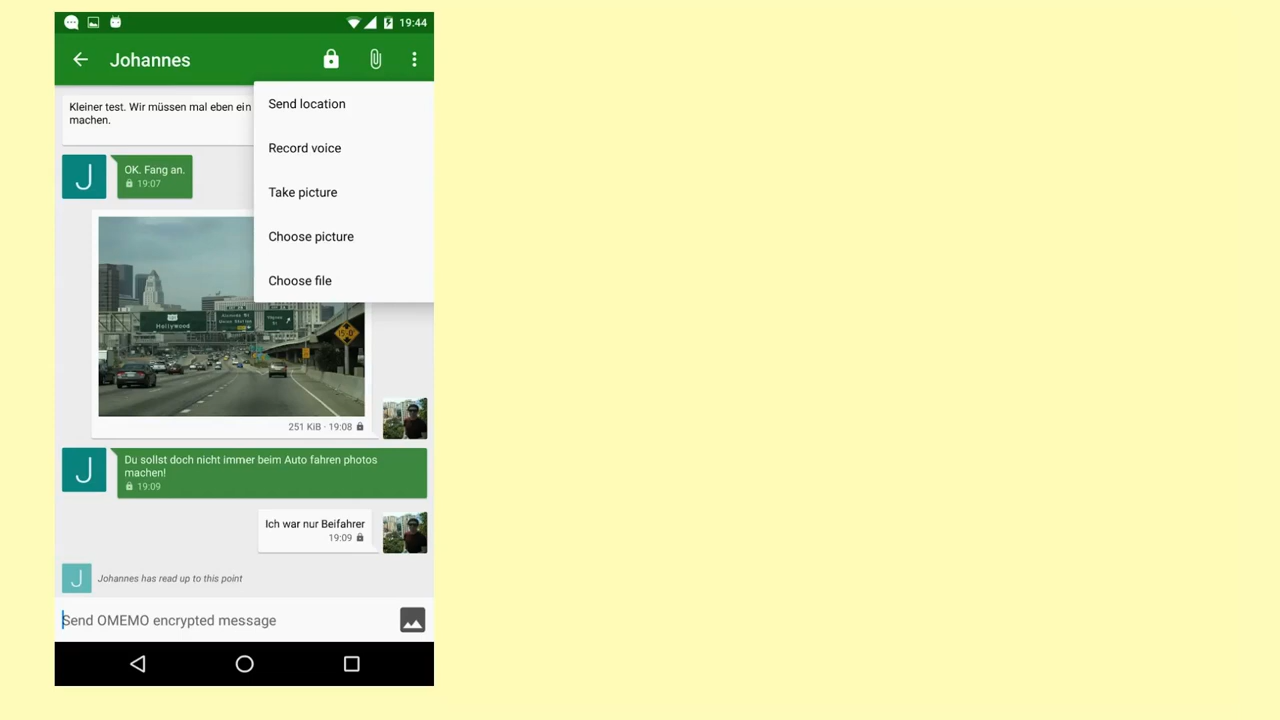 19:44
Johannes
Send location
Record voice
Take picture
Choose picture
Choose file
Kleiner test. Wir müssen mal eben ein
machen.
OK. Fang an.
19:07
Hollywood
251 KiB · 19:08
Du sollst doch nicht immer beim Auto fahren photos
machen!
19:09
Ich war nur Beifahrer
19:09
Johannes has read up to this point
Send OMEMO encrypted message